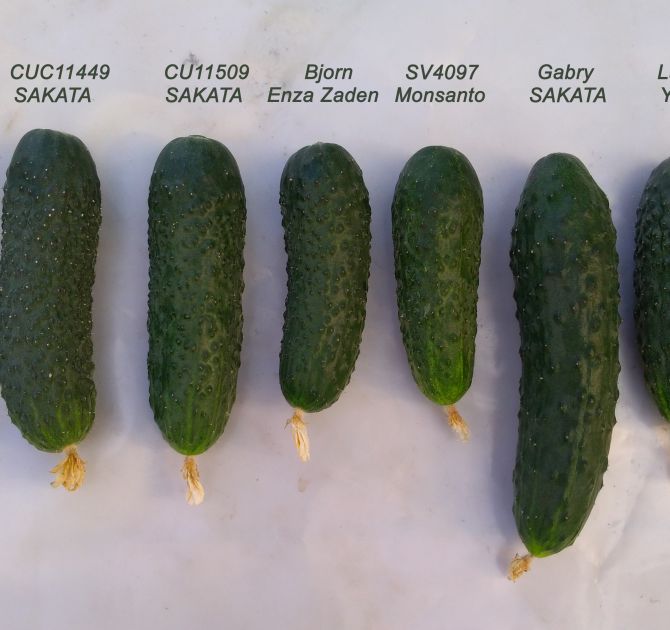 CUC11449
SAKATA
CU11509
SAKATA
Bjorn
Enza Zaden
SV4097
Monsanto
Gabry
SAKATA